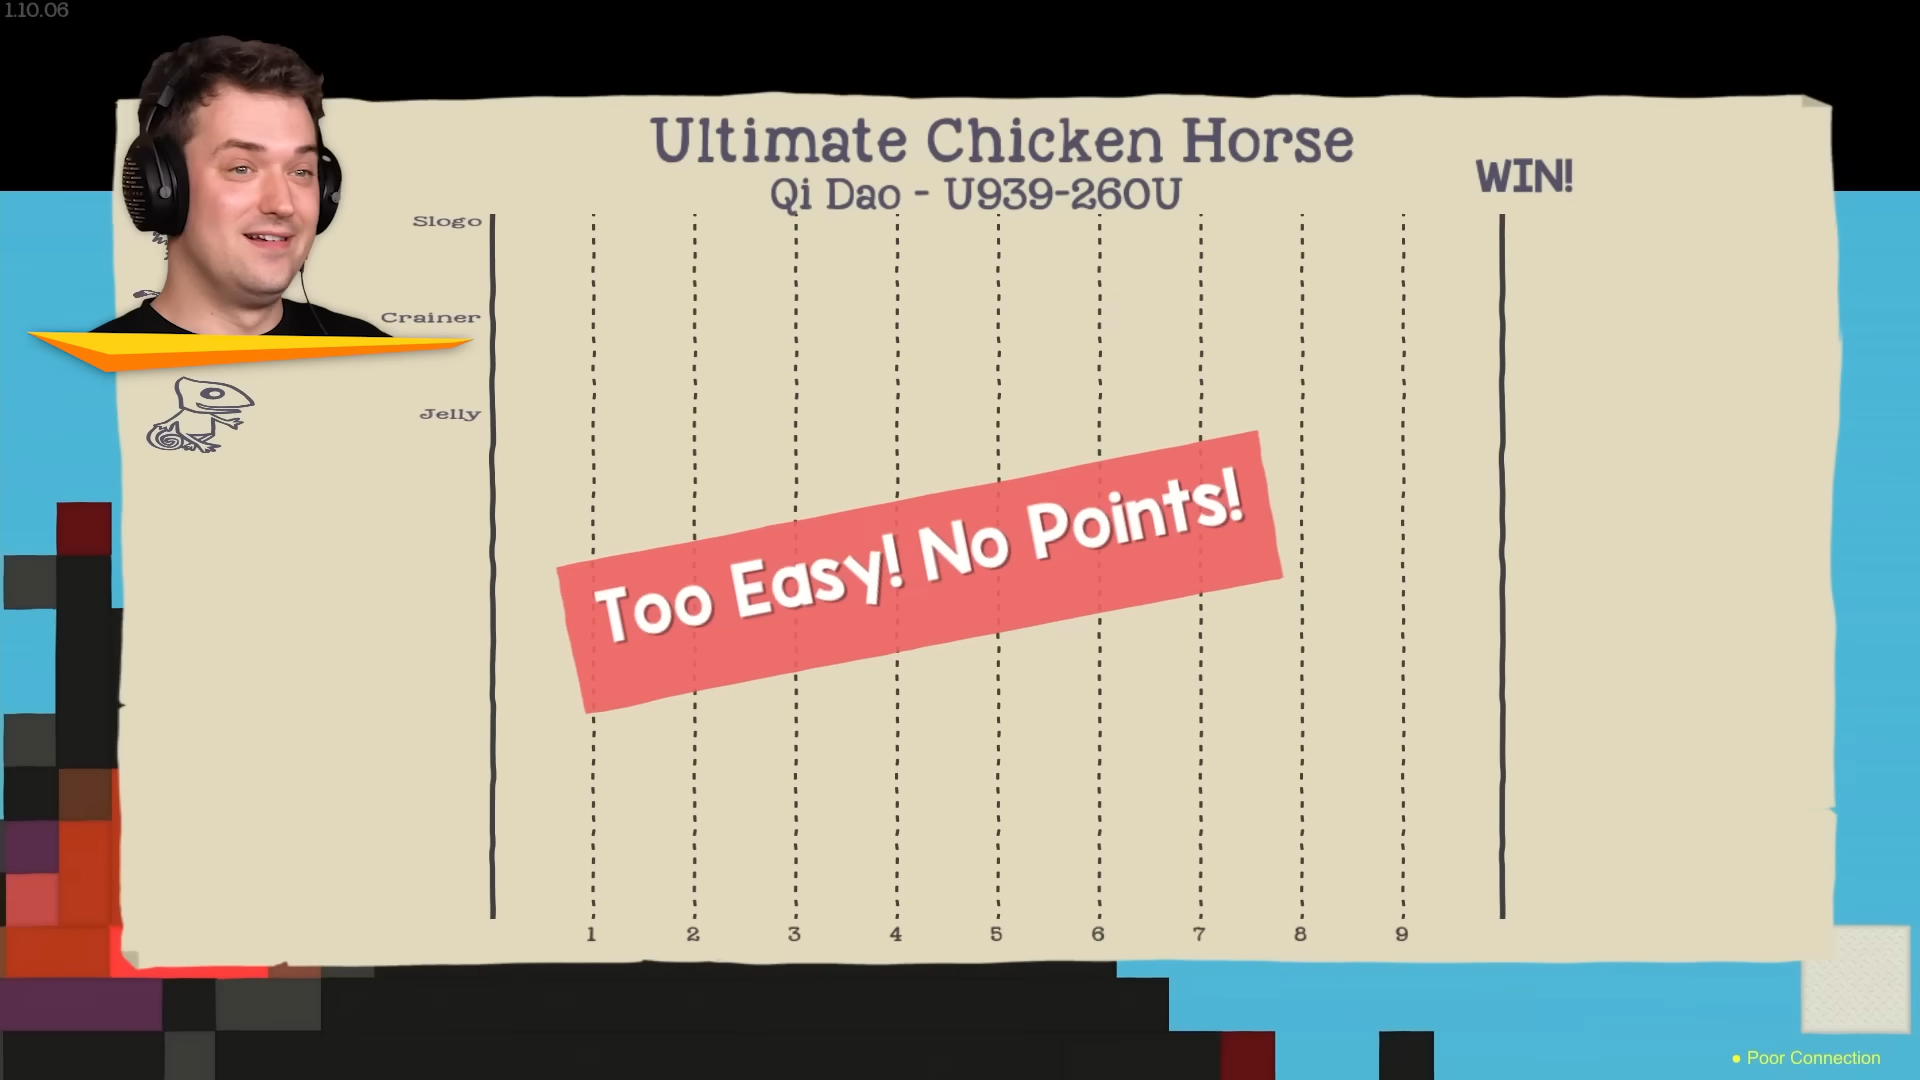 1.10.06
Ultimate Chicken Horse
Qi Dao - U939-260U
WIN!
Slogo
Crainer
Jelly
Too Easy! No Points!
1 2 3 4 5 6 7 8 9
Poor Connection